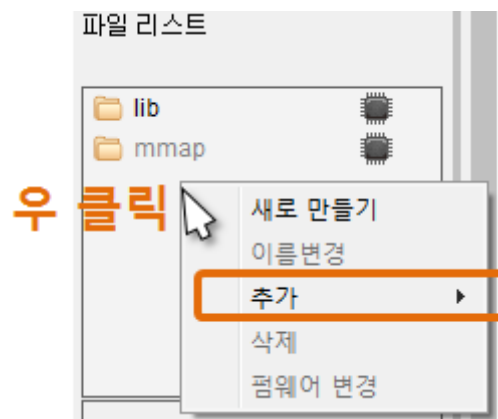 파일 리스트
lib
mmap
우 클릭
새로 만들기
이름변경
추가
삭제
펌웨어 변경